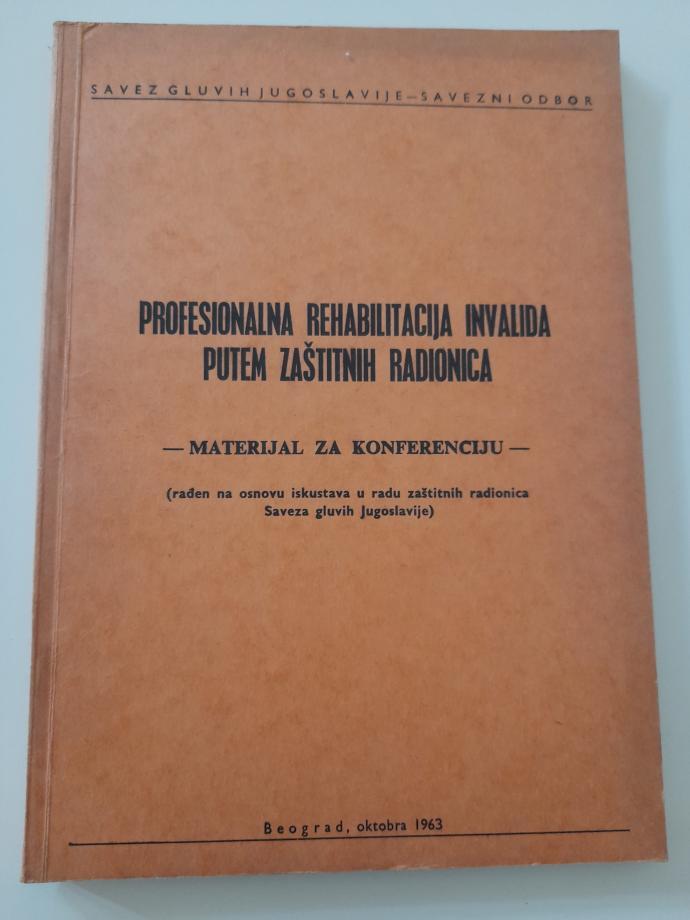 SAVEZ GLUVIH JUGOSLAVIJE — SAVEZNI ODBOR
PROFESIONALNA REHABILITACIJA INVALIDA
PUTEM ZAŠTITNIH RADIONICA
— MATERIJAL ZA KONFERENCIJU —
(rađen na osnovu iskustava u radu zaštitnih radionica
Saveza gluvih Jugoslavije)
Beograd, oktobra 1963